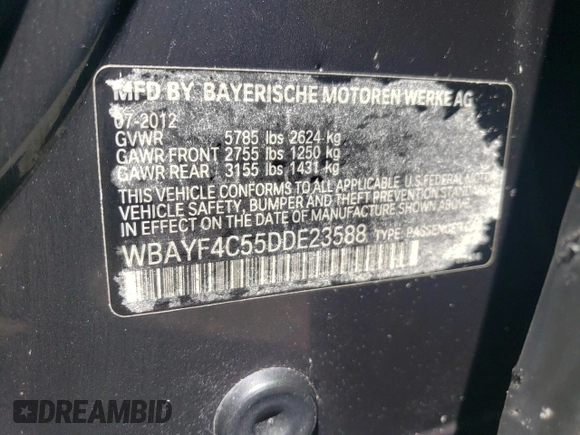 MFD BY BAYERISCHE MOTOREN WERKE AG
07-2012
GVWR 5785 lbs 2624 kg
GAWR FRONT 2755 lbs 1250 kg
GAWR REAR 3155 lbs 1431 kg
THIS VEHICLE CONFORMS TO ALL APPLICABLE U.S. FEDERAL MOTOR
VEHICLE SAFETY, BUMPER AND THEFT PREVENTION STANDARDS
IN EFFECT ON THE DATE OF MANUFACTURE SHOWN ABOVE.
WBAYF4C55DDE23588 TYPE: PASSENGER
DREAMBID